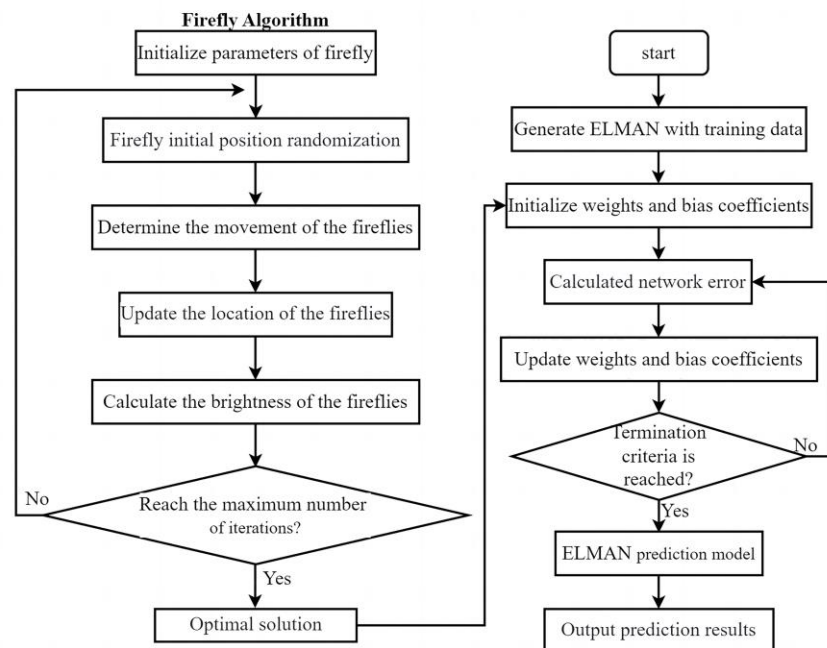 Firefly Algorithm
Initialize parameters of firefly
Firefly initial position randomization
Determine the movement of the fireflies
Update the location of the fireflies
Calculate the brightness of the fireflies
No
Reach the maximum number
of iterations?
Yes
Optimal solution
start
Generate ELMAN with training data
Initialize weights and bias coefficients
Calculated network error
Update weights and bias coefficients
Termination
criteria is
reached?
No
Yes
ELMAN prediction model
Output prediction results